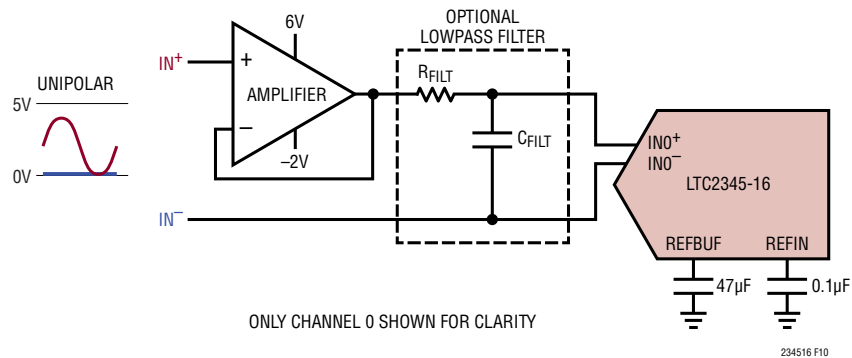 OPTIONAL
LOWPASS FILTER
6V
IN+
+
AMPLIFIER
–
–2V
UNIPOLAR
5V
0V
RFILT
CFILT
IN0+
IN0–
LTC2345-16
IN–
REFBUF
REFIN
47µF
0.1µF
ONLY CHANNEL 0 SHOWN FOR CLARITY
234516 F10